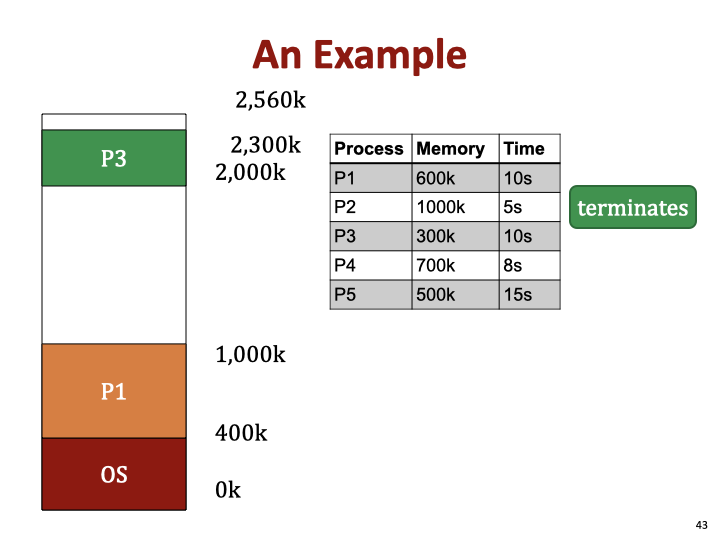 An Example
2,560k
2,300k
2,000k
P3
Process Memory Time
P1 600k 10s
P2 1000k 5s
P3 300k 10s
P4 700k 8s
P5 500k 15s
terminates
1,000k
P1
400k
OS
0k
43